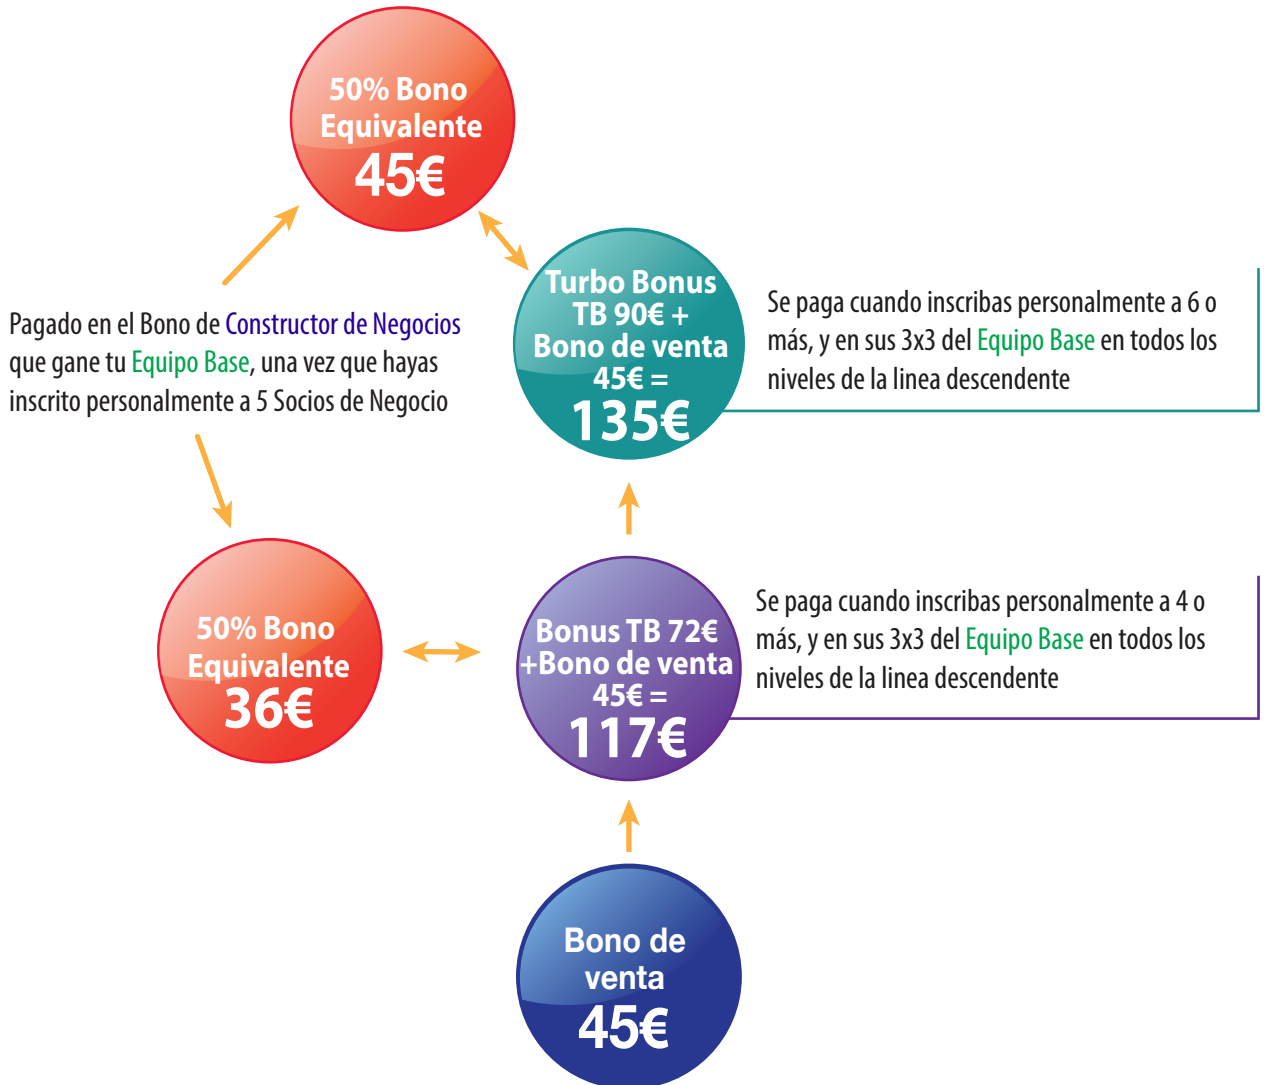 50% Bono
Equivalente
45€
Turbo Bonus
TB 90€ +
Bono de venta
45€ =
135€
Se paga cuando inscribas personalmente a 6 o
más, y en sus 3x3 del Equipo Base en todos los
niveles de la linea descendente
Pagado en el Bono de Constructor de Negocios
que gane tu Equipo Base, una vez que hayas
inscrito personalmente a 5 Socios de Negocio
50% Bono
Equivalente
36€
Bonus TB 72€
+Bono de venta
45€ =
117€
Se paga cuando inscribas personalmente a 4 o
más, y en sus 3x3 del Equipo Base en todos los
niveles de la linea descendente
Bono de
venta
45€